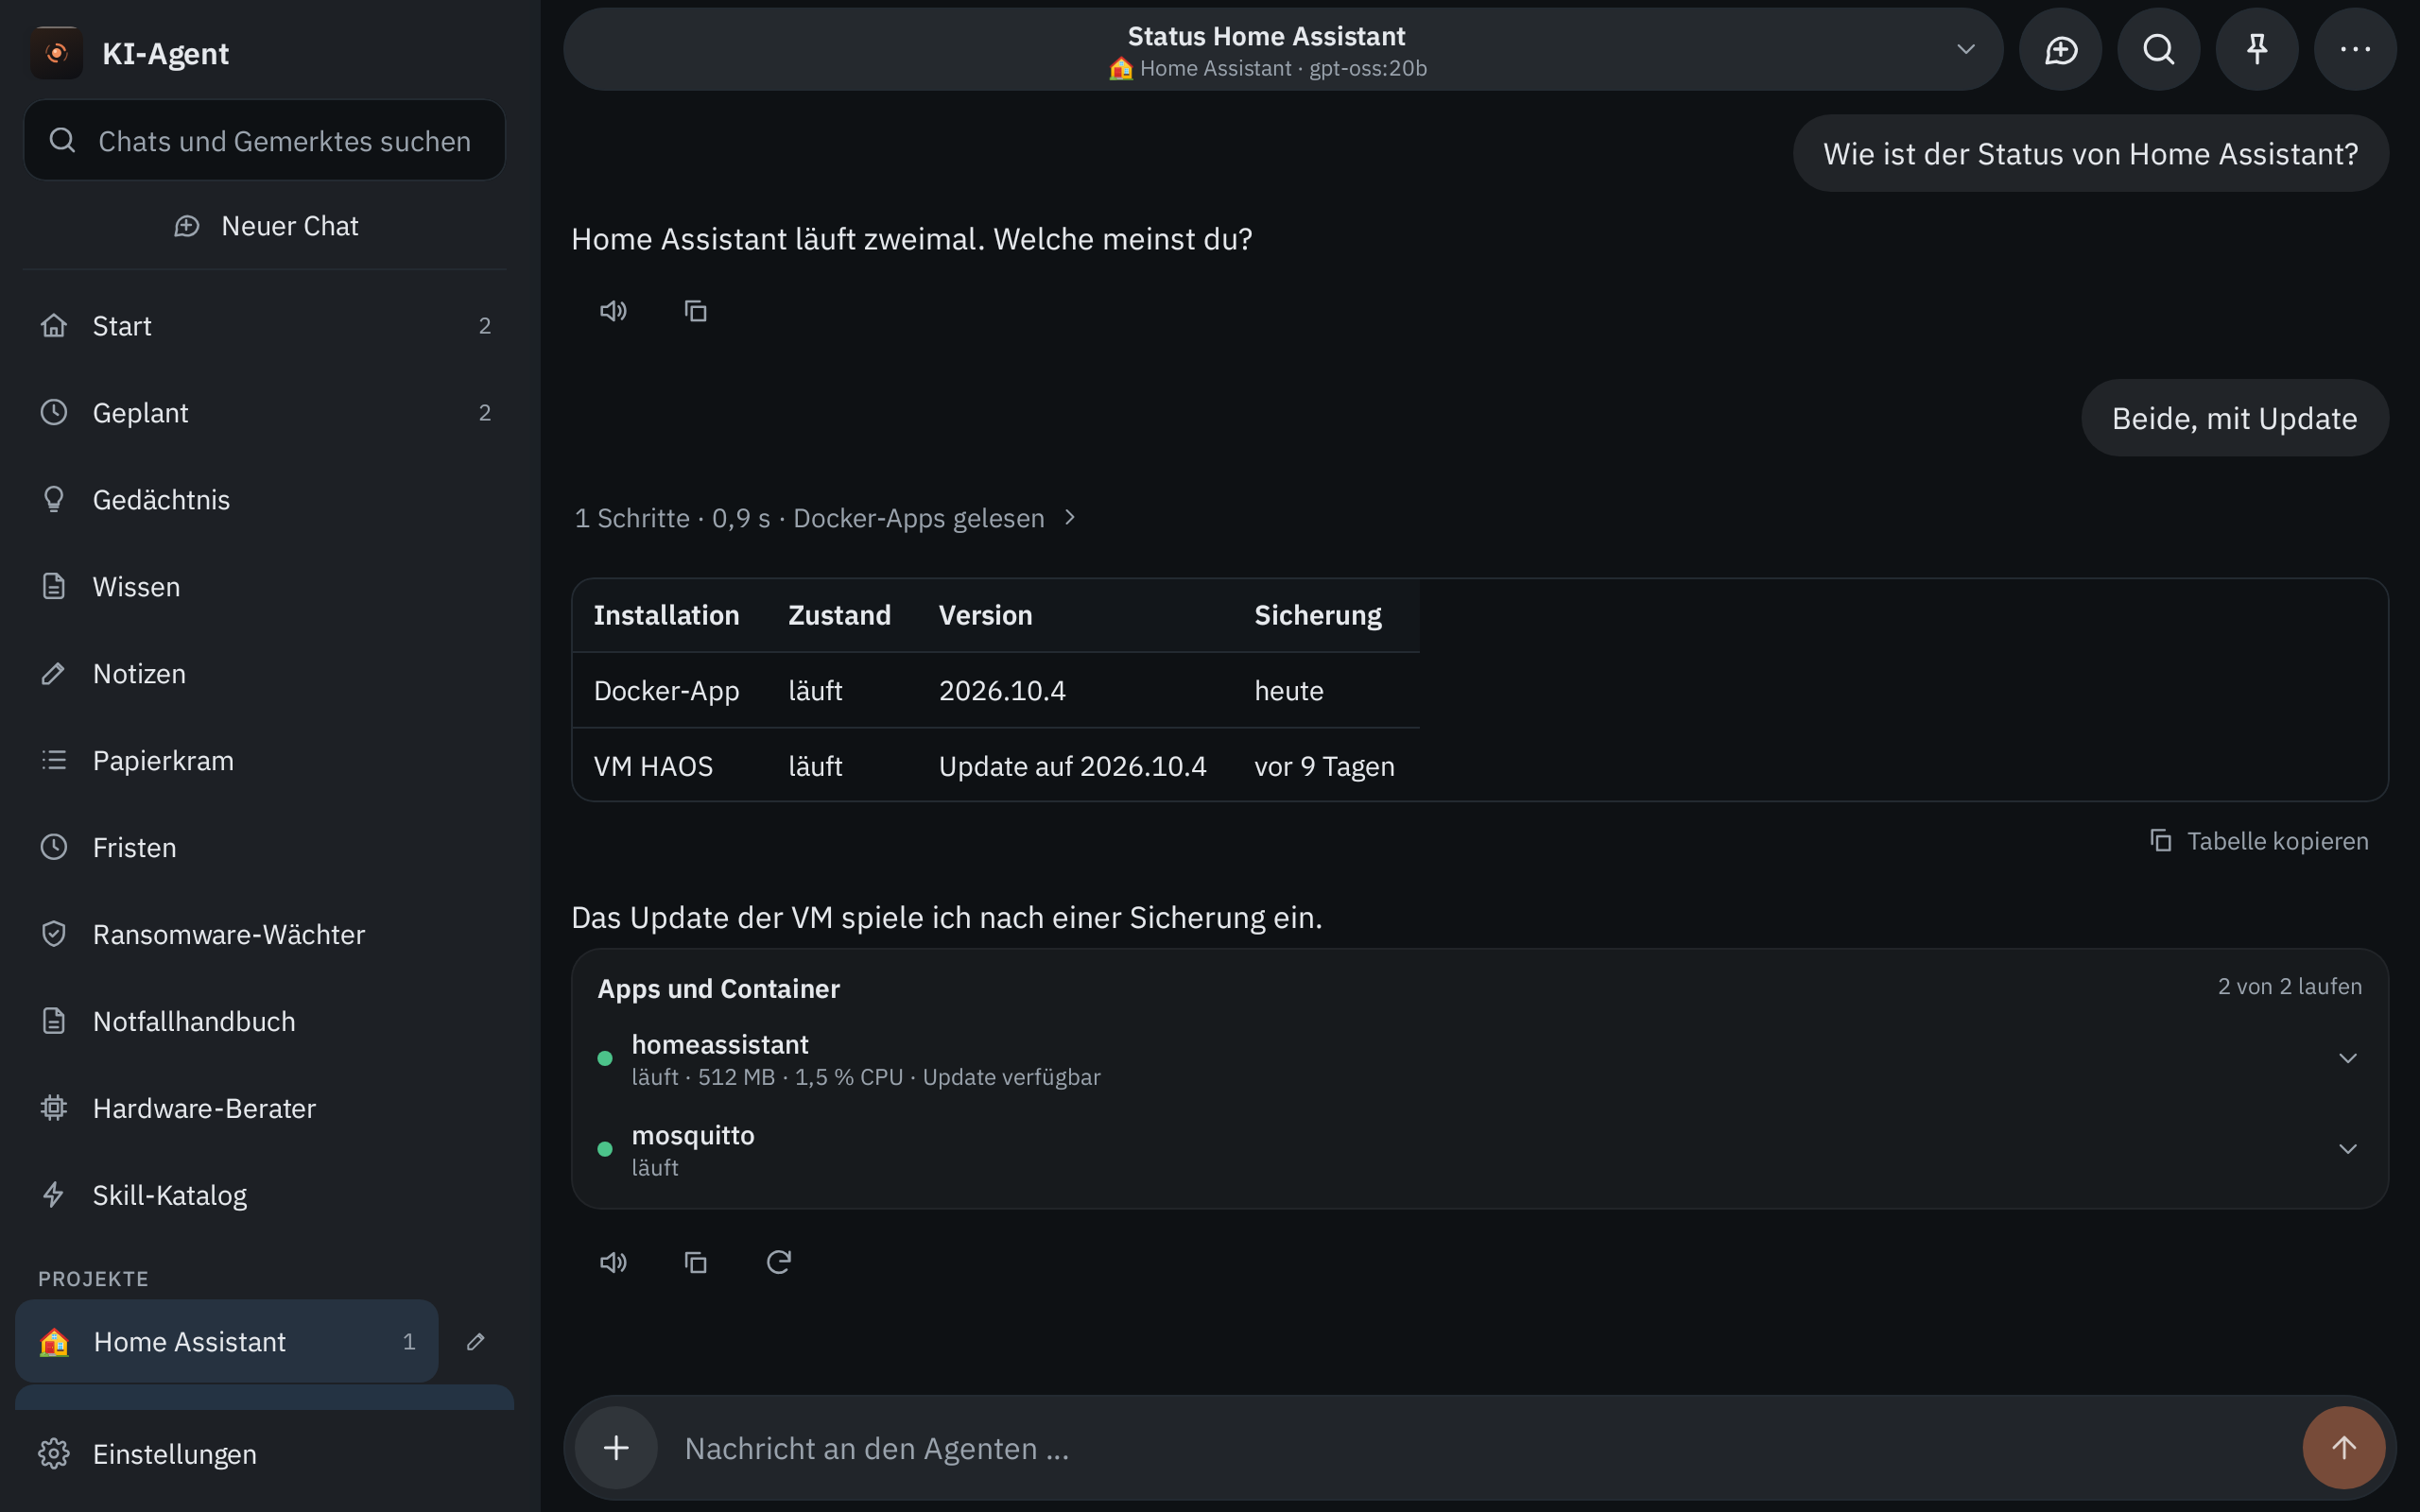 KI-Agent
Chats und Gemerktes suchen
Neuer Chat
Start 2
Geplant 2
Gedächtnis
Wissen
Notizen
Papierkram
Fristen
Ransomware-Wächter
Notfallhandbuch
Hardware-Berater
Skill-Katalog
PROJEKTE
Home Assistant 1
Einstellungen
Status Home Assistant
Home Assistant · gpt-oss:20b
Wie ist der Status von Home Assistant?
Home Assistant läuft zweimal. Welche meinst du?
Beide, mit Update
1 Schritte · 0,9 s · Docker-Apps gelesen
Installation Zustand Version Sicherung
Docker-App läuft 2026.10.4 heute
VM HAOS läuft Update auf 2026.10.4 vor 9 Tagen
Tabelle kopieren
Das Update der VM spiele ich nach einer Sicherung ein.
Apps und Container 2 von 2 laufen
homeassistant
läuft · 512 MB · 1,5 % CPU · Update verfügbar
mosquitto
läuft
Nachricht an den Agenten ...